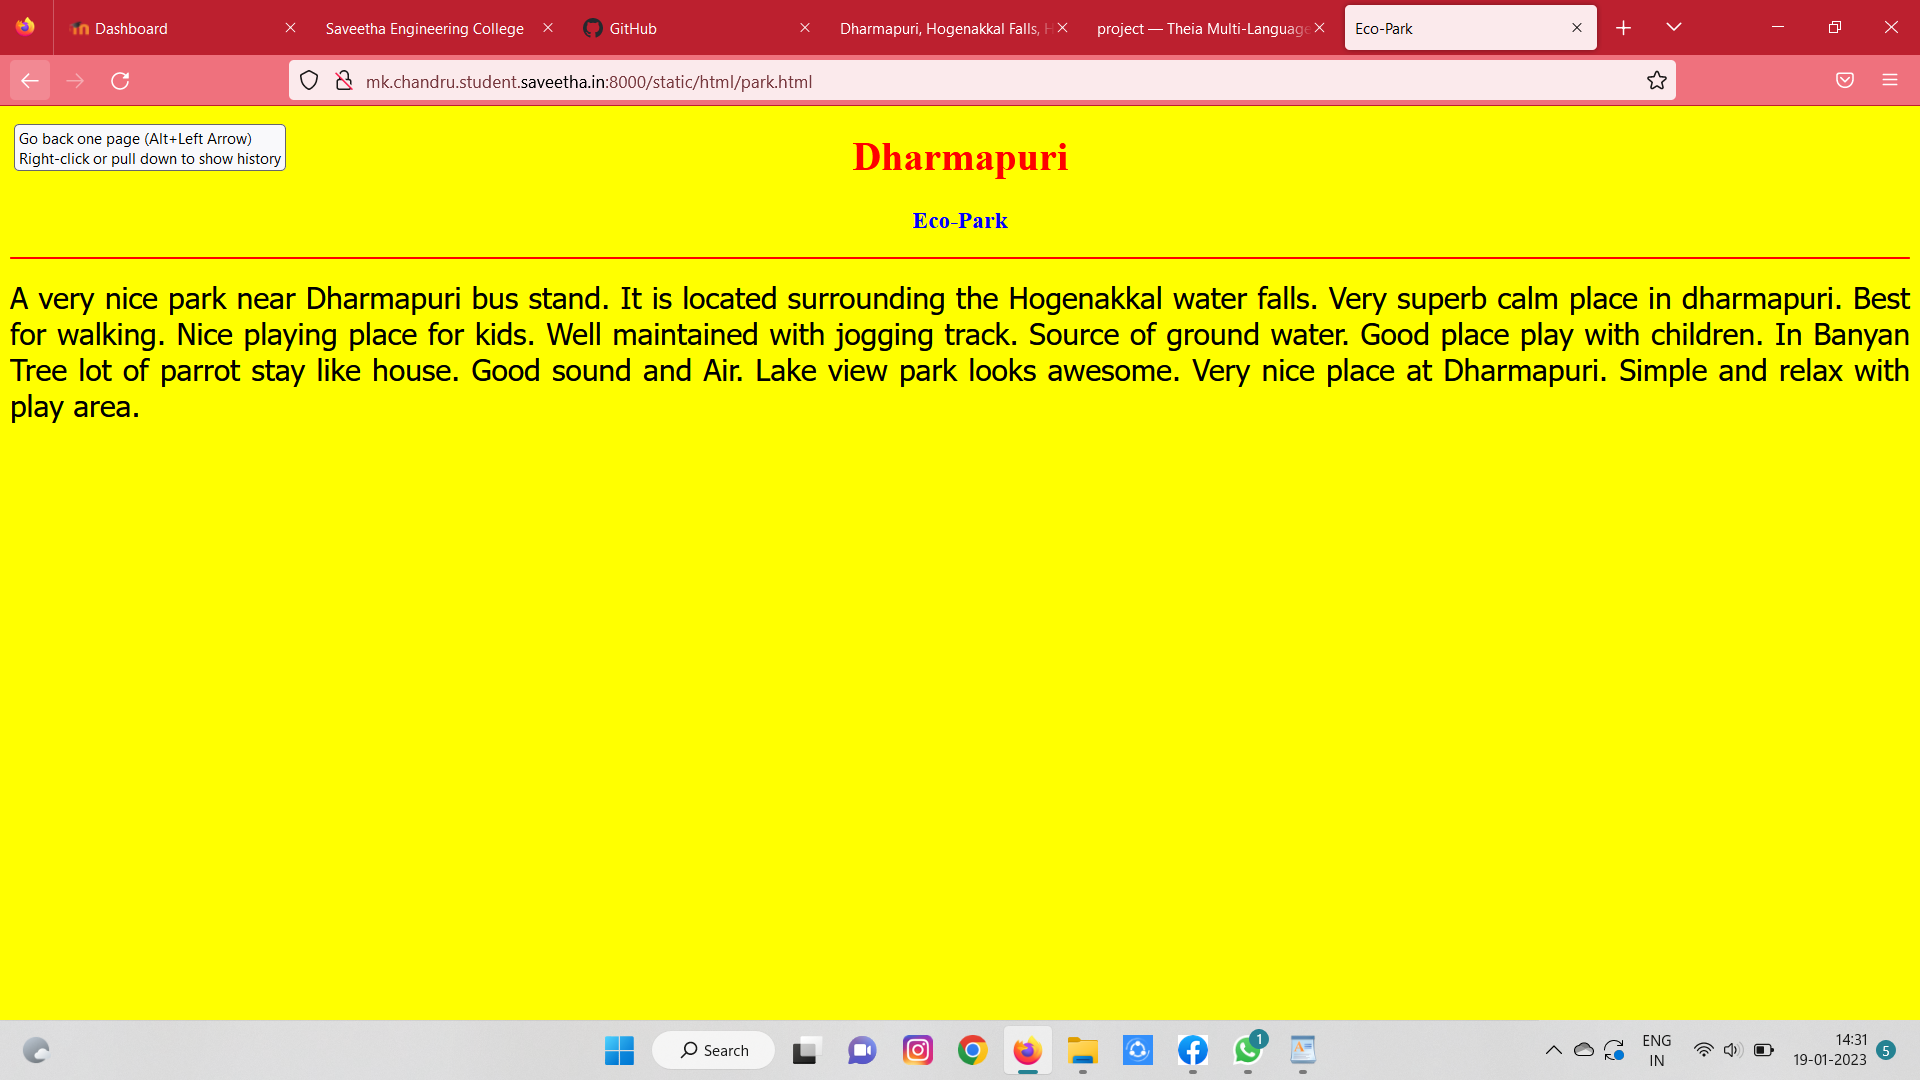 Dashboard
Saveetha Engineering College
GitHub
Dharmapuri, Hogenakkal Falls, H
project — Theia Multi-Language
Eco-Park
mk.chandru.student.saveetha.in:8000/static/html/park.html
Go back one page (Alt+Left Arrow)
Right-click or pull down to show history
Dharmapuri
Eco-Park
A very nice park near Dharmapuri bus stand. It is located surrounding the Hogenakkal water falls. Very superb calm place in dharmapuri. Best
for walking. Nice playing place for kids. Well maintained with jogging track. Source of ground water. Good place play with children. In Banyan
Tree lot of parrot stay like house. Good sound and Air. Lake view park looks awesome. Very nice place at Dharmapuri. Simple and relax with
play area.
Search
1
ENG
IN
14:31
19-01-2023
5